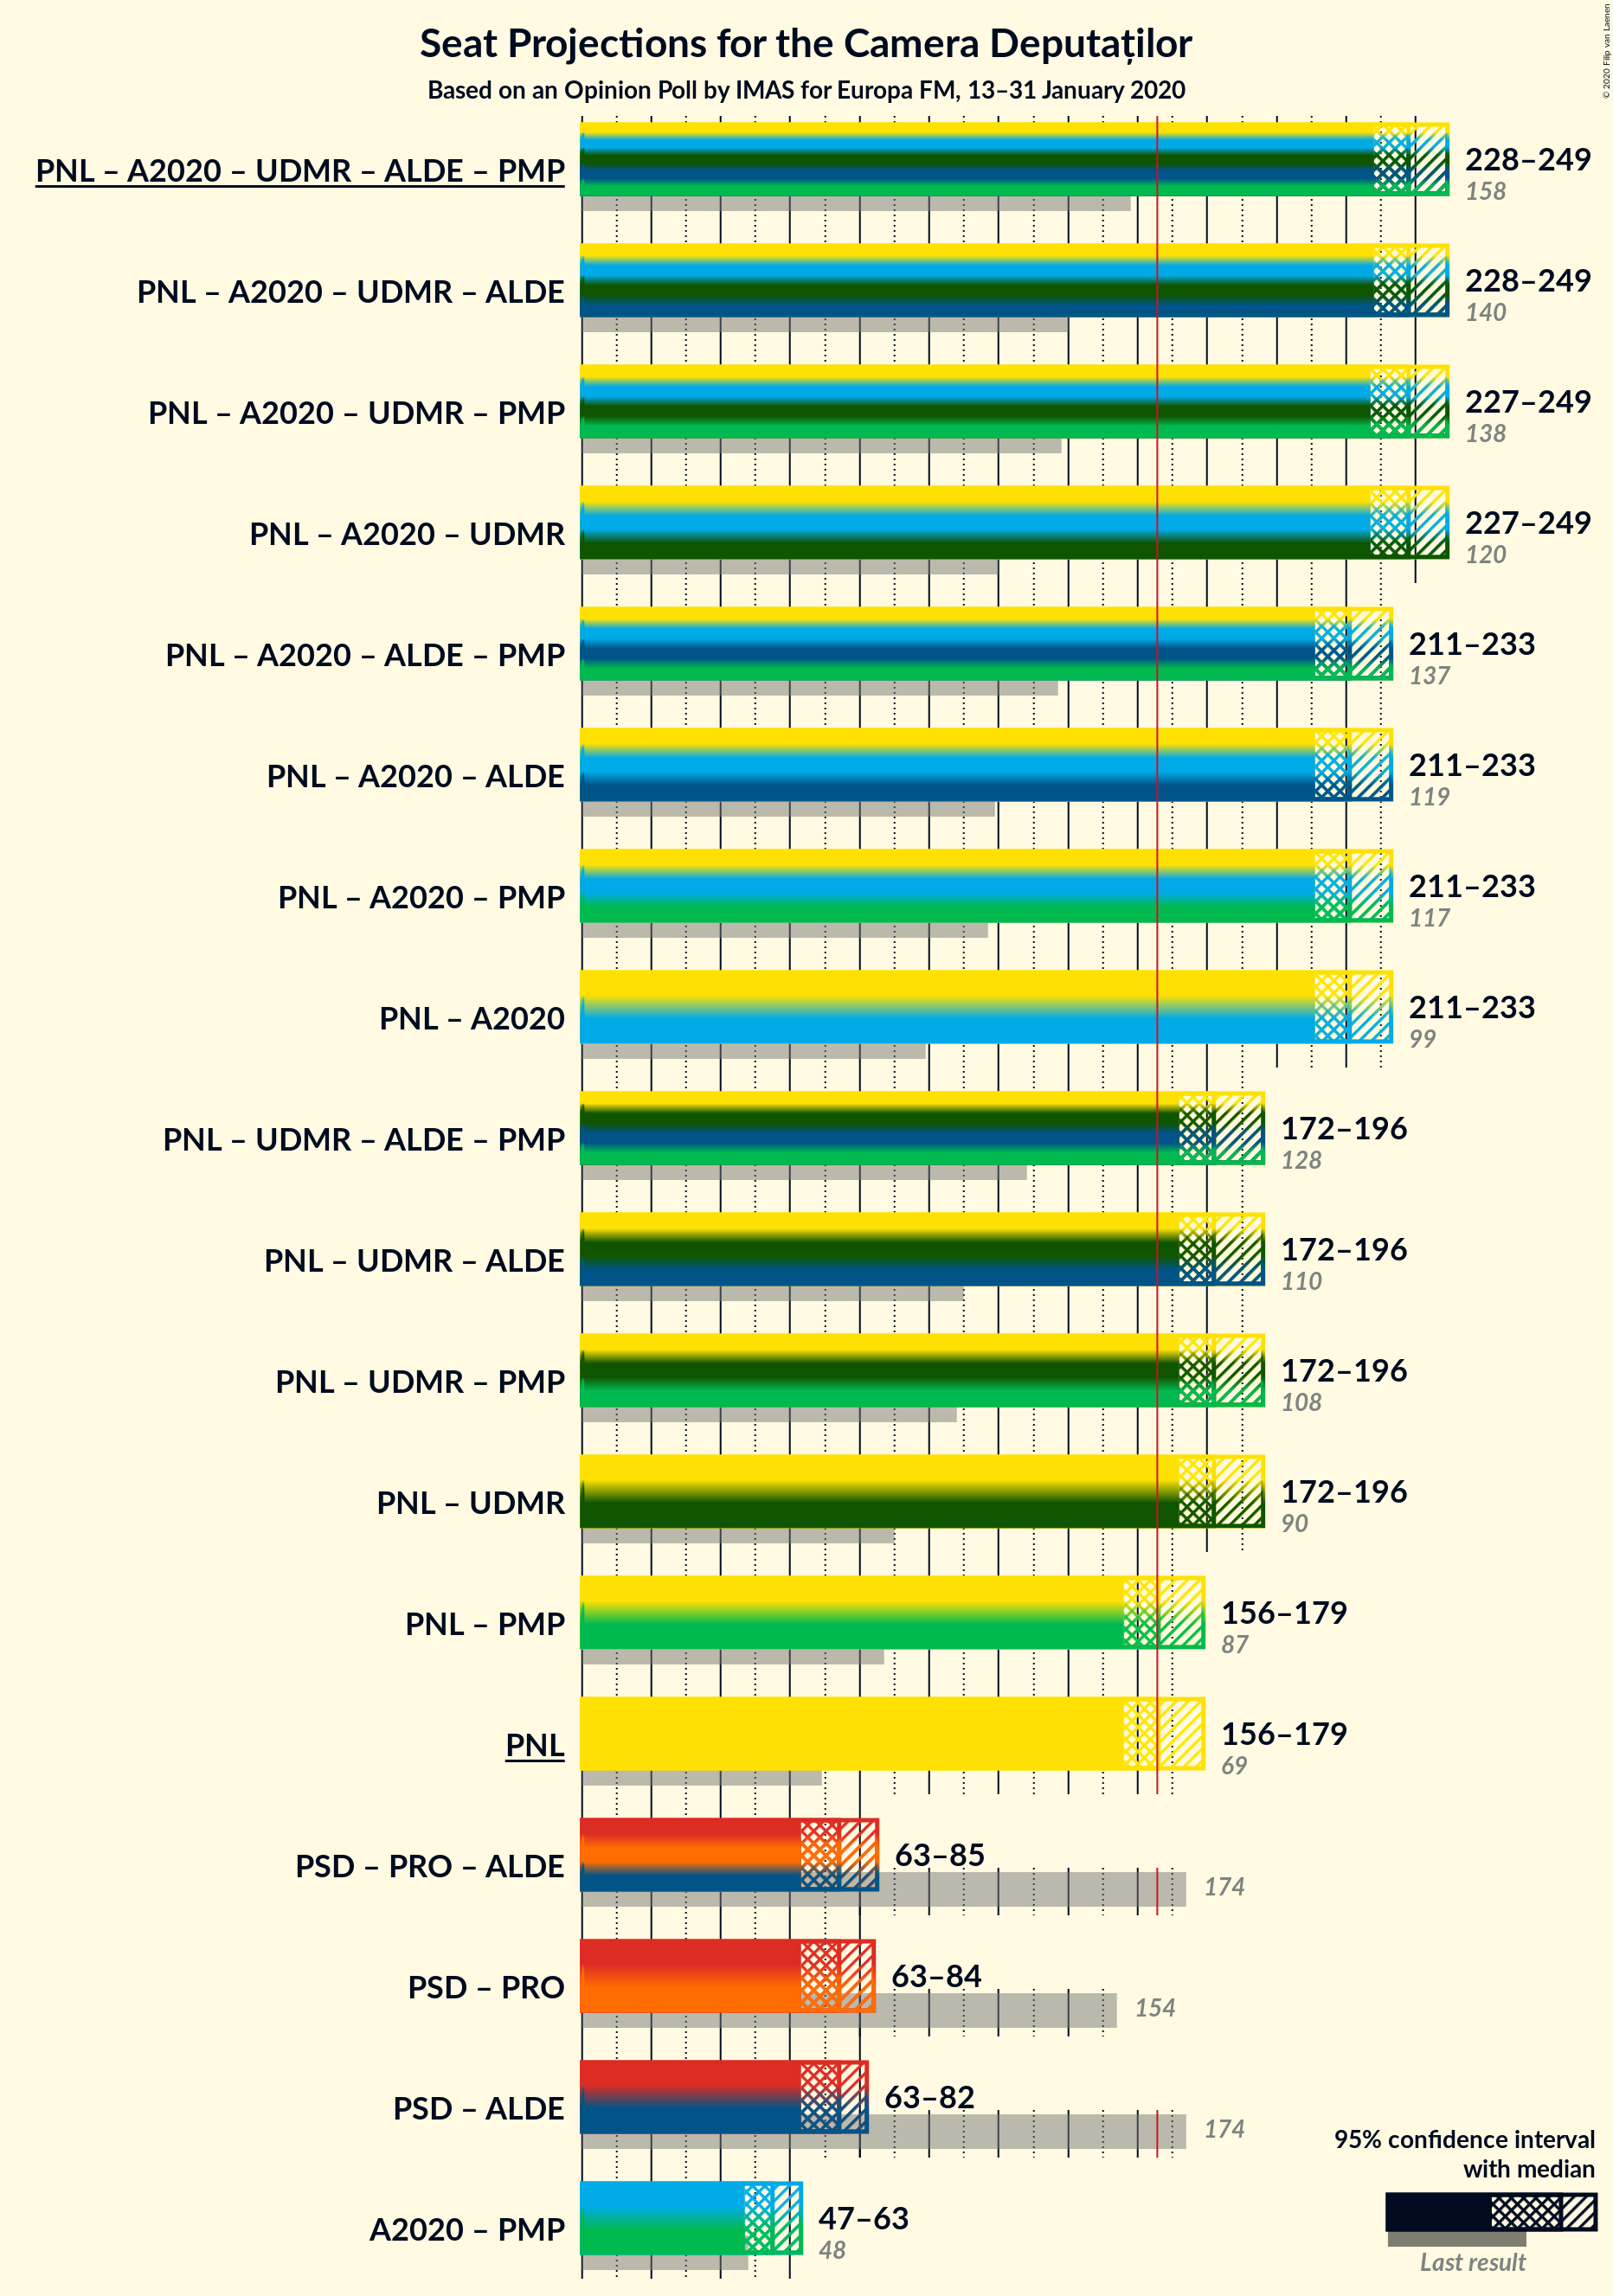 Seat Projections for the Camera Deputaților
Based on an Opinion Poll by IMAS for Europa FM, 13–31 January 2020
© 2020 Filip van Laenen
PNL – A2020 – UDMR – ALDE – PMP
228–249
158
PNL – A2020 – UDMR – ALDE
228–249
140
PNL – A2020 – UDMR – PMP
227–249
138
PNL – A2020 – UDMR
227–249
120
PNL – A2020 – ALDE – PMP
211–233
137
PNL – A2020 – ALDE
211–233
119
PNL – A2020 – PMP
211–233
117
PNL – A2020
211–233
99
PNL – UDMR – ALDE – PMP
172–196
128
PNL – UDMR – ALDE
172–196
110
PNL – UDMR – PMP
172–196
108
PNL – UDMR
172–196
90
PNL – PMP
156–179
87
PNL
156–179
69
PSD – PRO – ALDE
63–85
174
PSD – PRO
63–84
154
PSD – ALDE
63–82
174
A2020 – PMP
47–63
48
95% confidence interval
with median
Last result